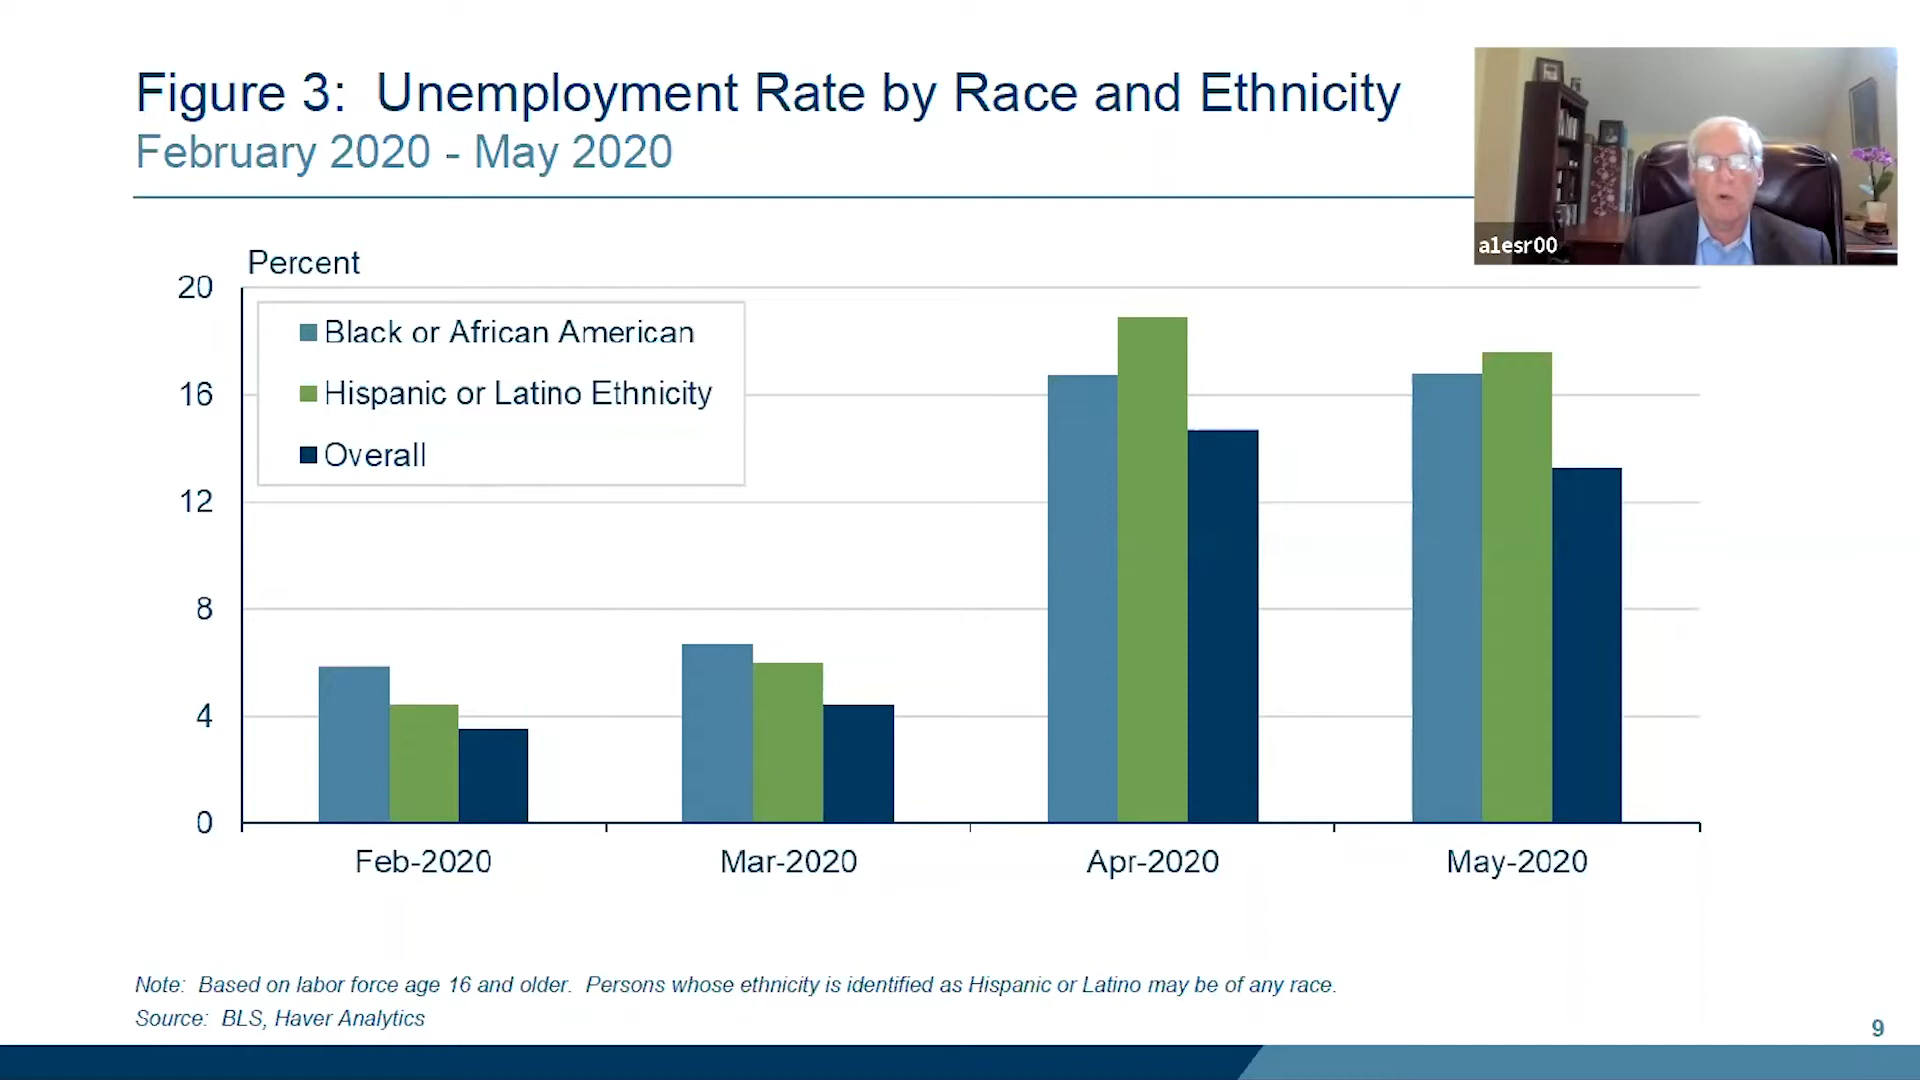 Figure 3: Unemployment Rate by Race and Ethnicity
February 2020 - May 2020
a1esr00
Percent
20
16
12
8
4
0
Black or African American
Hispanic or Latino Ethnicity
Overall
Feb-2020
Mar-2020
Apr-2020
May-2020
Note: Based on labor force age 16 and older. Persons whose ethnicity is identified as Hispanic or Latino may be of any race.
Source: BLS, Haver Analytics
9